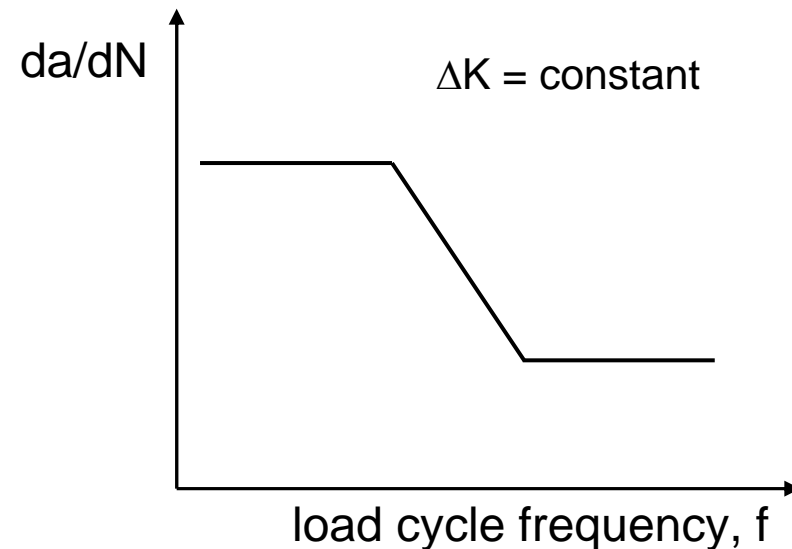 da/dN
ΔK = constant
load cycle frequency, f